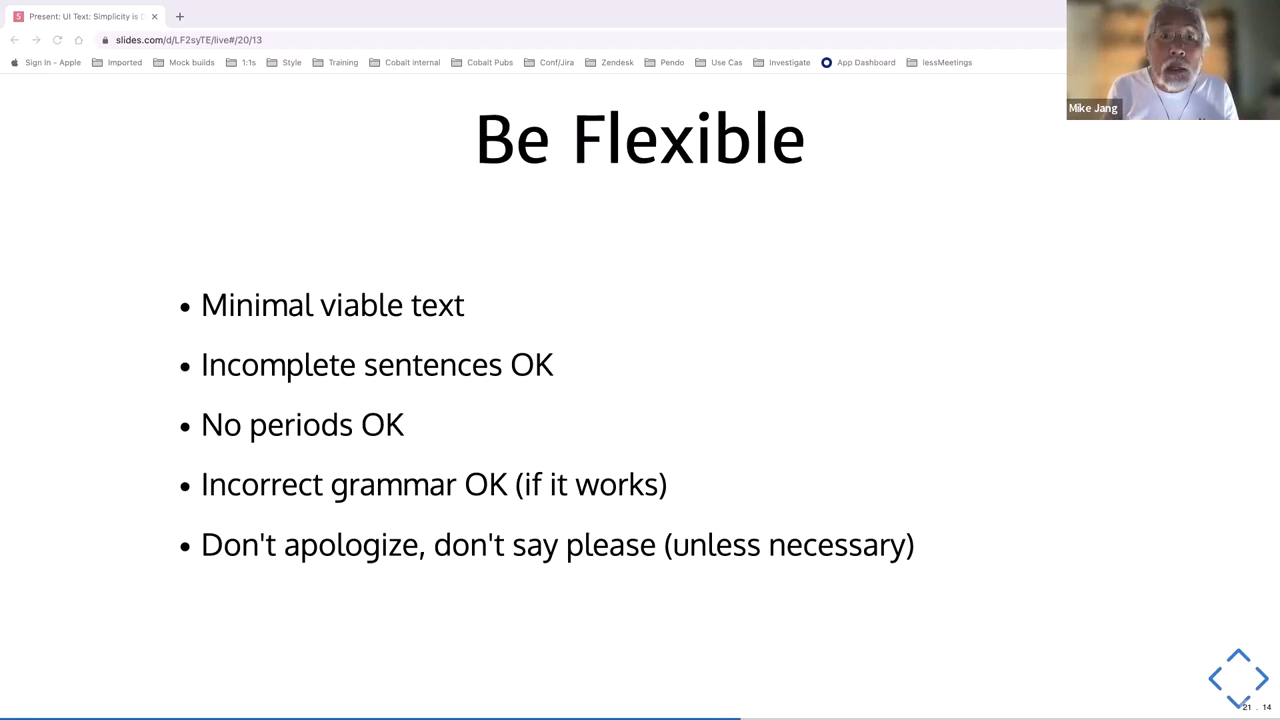 Present: UI Text: Simplicity is
slides.com/d/LF2syTE/live#/20/13
Sign In - Apple Imported Mock builds 1:1s Style Training Cobalt internal Cobalt Pubs Conf/Jira Zendesk Pendo Use Cas Investigate App Dashboard lessMeetings
Mike Jang
Be Flexible
• Minimal viable text
• Incomplete sentences OK
• No periods OK
• Incorrect grammar OK (if it works)
• Don't apologize, don't say please (unless necessary)
21 . 14